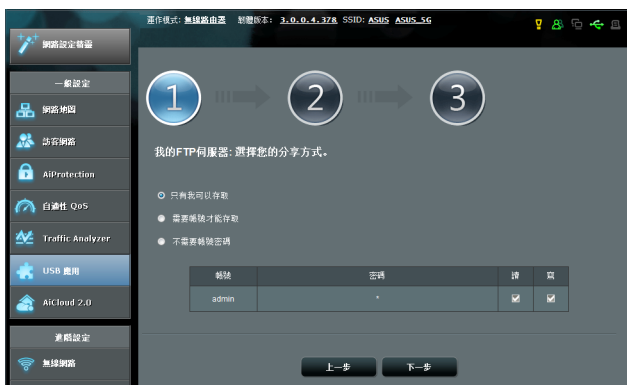 運作模式: 無線路由器 韌體版本: 3.0.0.4.378 SSID: ASUS ASUS_5G
網路設定精靈
一般設定
網路地圖
訪客網路
AiProtection
自適性 QoS
Traffic Analyzer
USB 應用
AiCloud 2.0
進階設定
無線網路
1 2 3
我的FTP伺服器: 選擇您的分享方式。
只有我可以存取
需要帳號才能存取
不需要帳號密碼
帳號 密碼 讀 寫
admin *
上一步 下一步